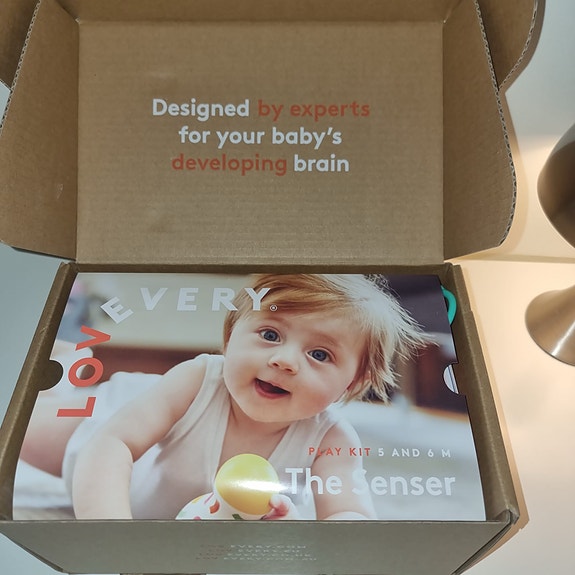 Designed by experts
for your baby's
developing brain
LOVEVERY®
PLAY KIT 5 AND 6 M
The Senser